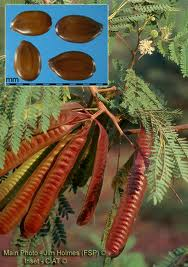 mm
Main Photo - Jim Holmes (FSP) ©
Inset - CIAT ©